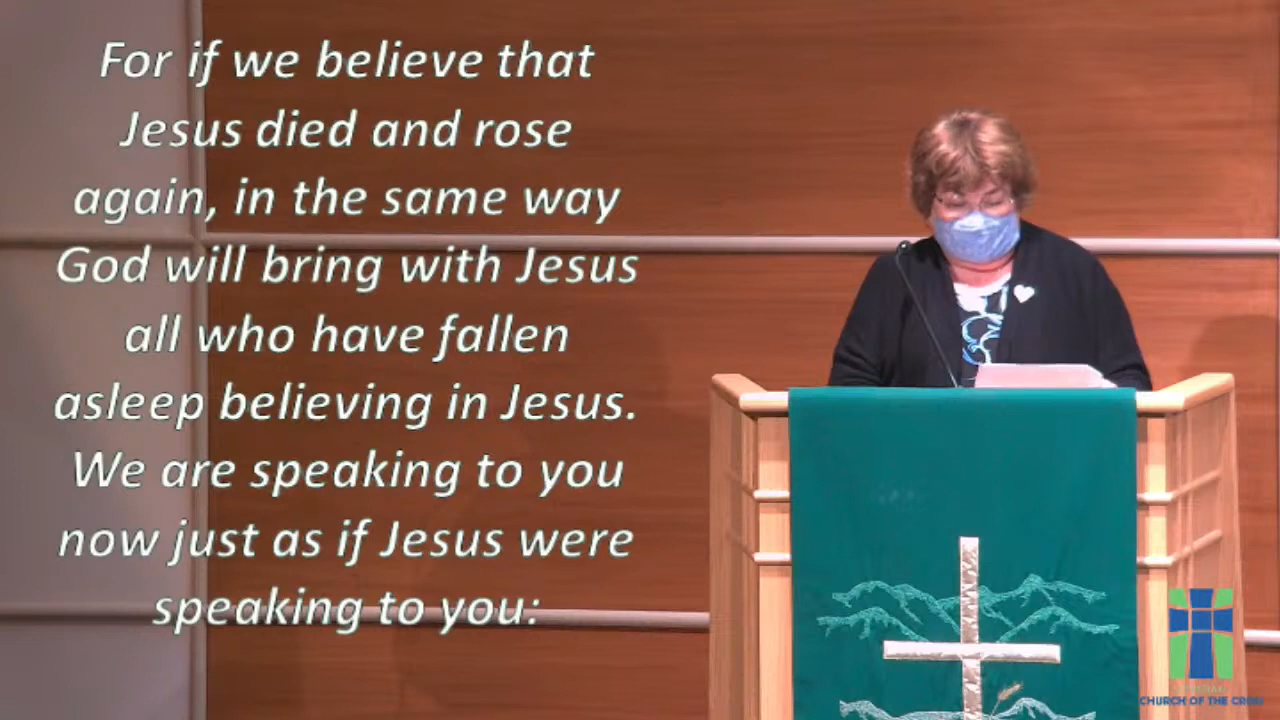 For if we believe that
Jesus died and rose
again, in the same way
God will bring with Jesus
all who have fallen
asleep believing in Jesus.
We are speaking to you
now just as if Jesus were
speaking to you:
CHURCH OF THE CROSS